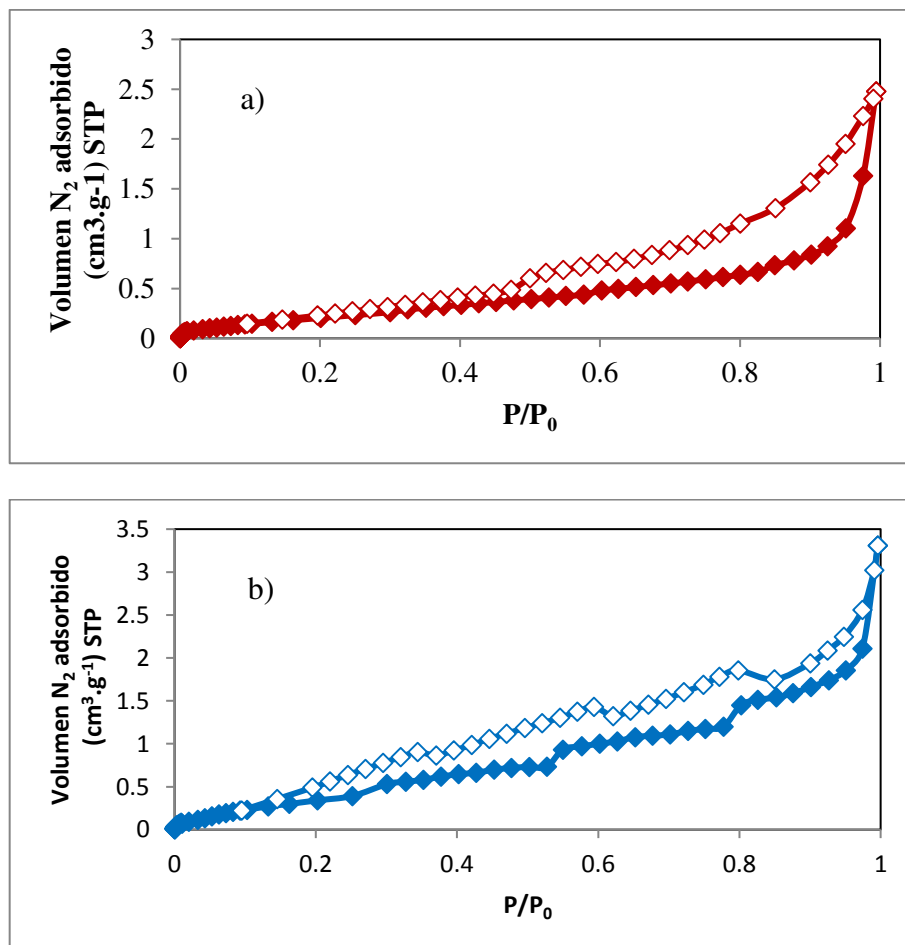 3
2.5
2
1.5
1
0.5
0
Volumen N₂ adsorbido
(cm3.g-1) STP
a)
0 0.2 0.4 0.6 0.8 1
P/P₀
3.5
3
2.5
2
1.5
1
0.5
0
Volumen N₂ adsorbido
(cm³.g⁻¹) STP
b)
0 0.2 0.4 0.6 0.8 1
P/P₀